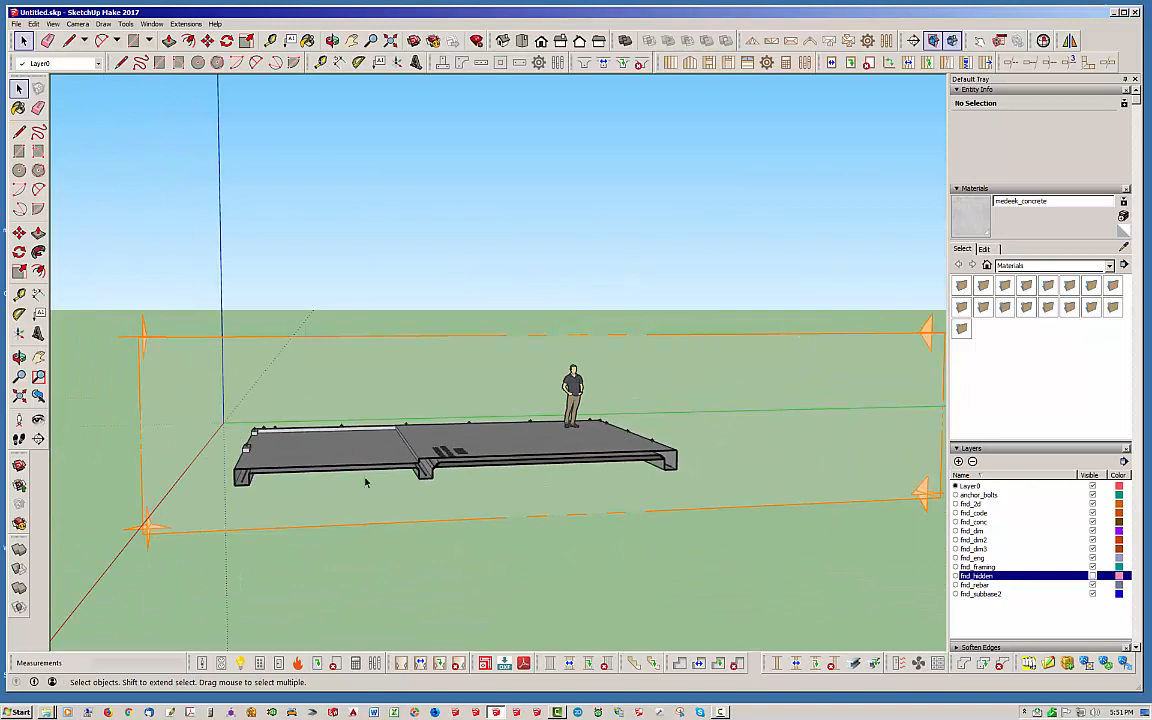 Untitled.skp - SketchUp Make 2017
File Edit View Camera Draw Tools Window Extensions Help
Layer0
Default Tray
Entity Info
No Selection
Materials
medeek_concrete
Select Edit
Materials
Layers
Name Visible Color
Layer0
anchor_bolts
fnd_2d
fnd_code
fnd_conc
fnd_dim
fnd_dim2
fnd_dim3
fnd_eng
fnd_framing
fnd_hidden
fnd_rebar
fnd_subbase2
Soften Edges
Measurements
Select objects. Shift to extend select. Drag mouse to select multiple.
Start
5:51 PM